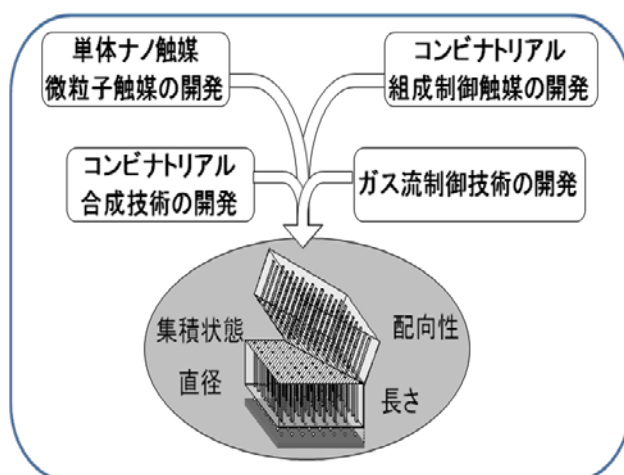 単体ナノ触媒
微粒子触媒の開発
コンビナトリアル
組成制御触媒の開発
コンビナトリアル
合成技術の開発
ガス流制御技術の開発
集積状態
配向性
直径
長さ